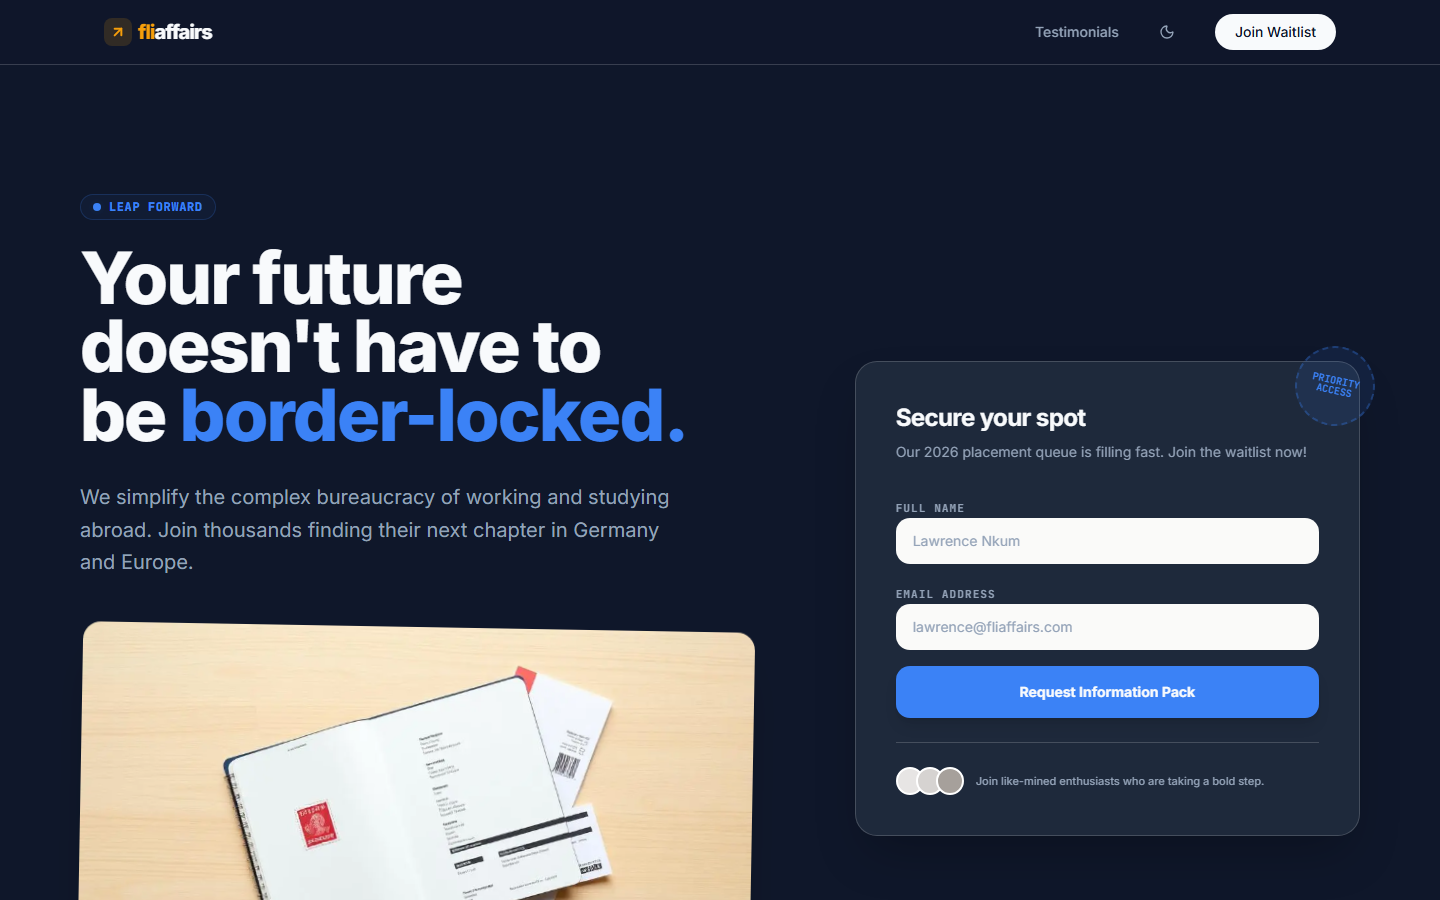 fliaffairs
Testimonials
Join Waitlist
LEAP FORWARD
Your future
doesn't have to
be border-locked.
We simplify the complex bureaucracy of working and studying
abroad. Join thousands finding their next chapter in Germany
and Europe.
PRIORITY
ACCESS
Secure your spot
Our 2026 placement queue is filling fast. Join the waitlist now!
FULL NAME
Lawrence Nkum
EMAIL ADDRESS
lawrence@fliaffairs.com
Request Information Pack
Join like-mined enthusiasts who are taking a bold step.